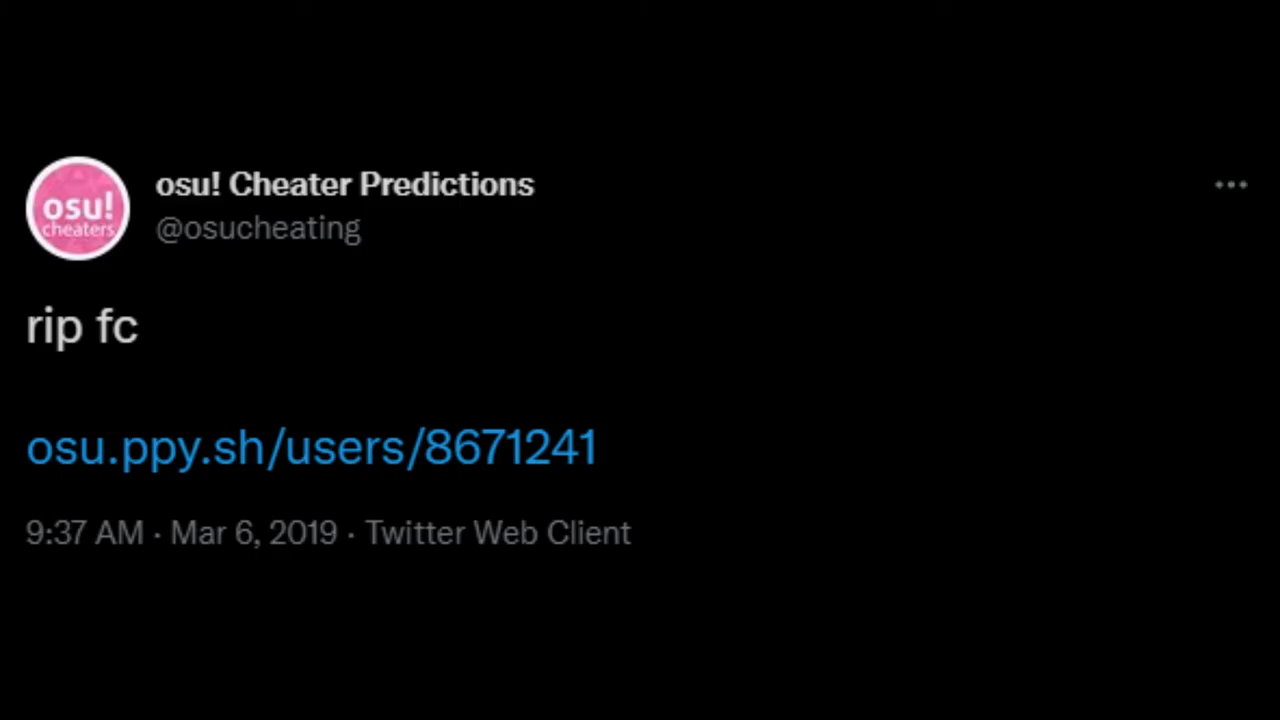 osu!
cheaters
osu! Cheater Predictions
@osucheating
rip fc
osu.ppy.sh/users/8671241
9:37 AM · Mar 6, 2019 · Twitter Web Client